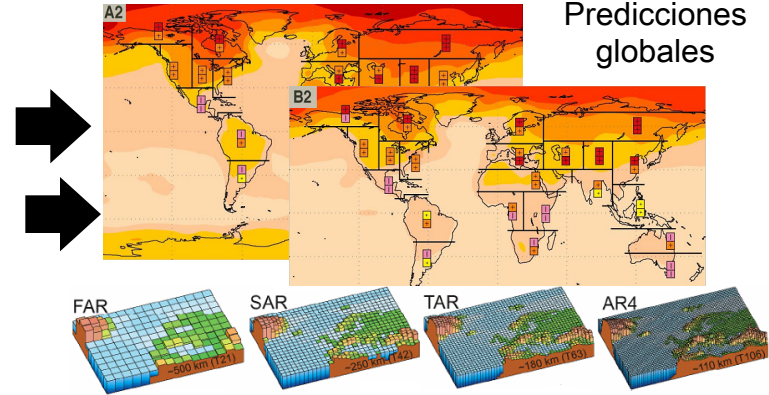 A2
Predicciones
globales
B2
FAR
SAR
TAR
AR4
~500 km (T21)
~250 km (T42)
~180 km (T63)
~110 km (T106)